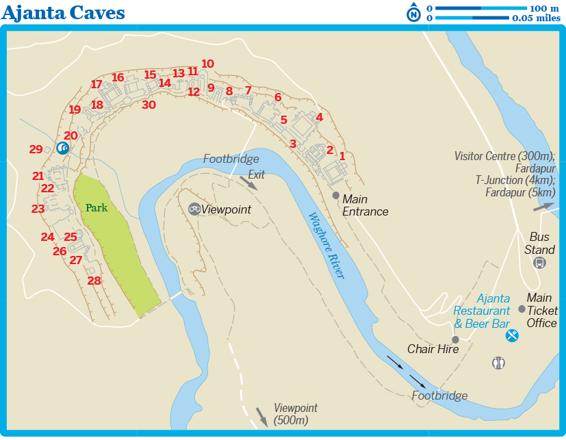 Ajanta Caves
N
0 100 m
0 0.05 miles
10
15 13 11
17 16 14
12 9 8 7 6
18 30
19
5 4
20
3
29
2 1
21
22
23
24 25
26
27
28
Footbridge
Exit
Viewpoint
Park
Main
Entrance
Waghore River
Visitor Centre (300m);
Fardapur
T-Junction (4km);
Fardapur (5km)
Bus
Stand
Ajanta
Restaurant
& Beer Bar
Main
Ticket
Office
Chair Hire
Footbridge
Viewpoint
(500m)